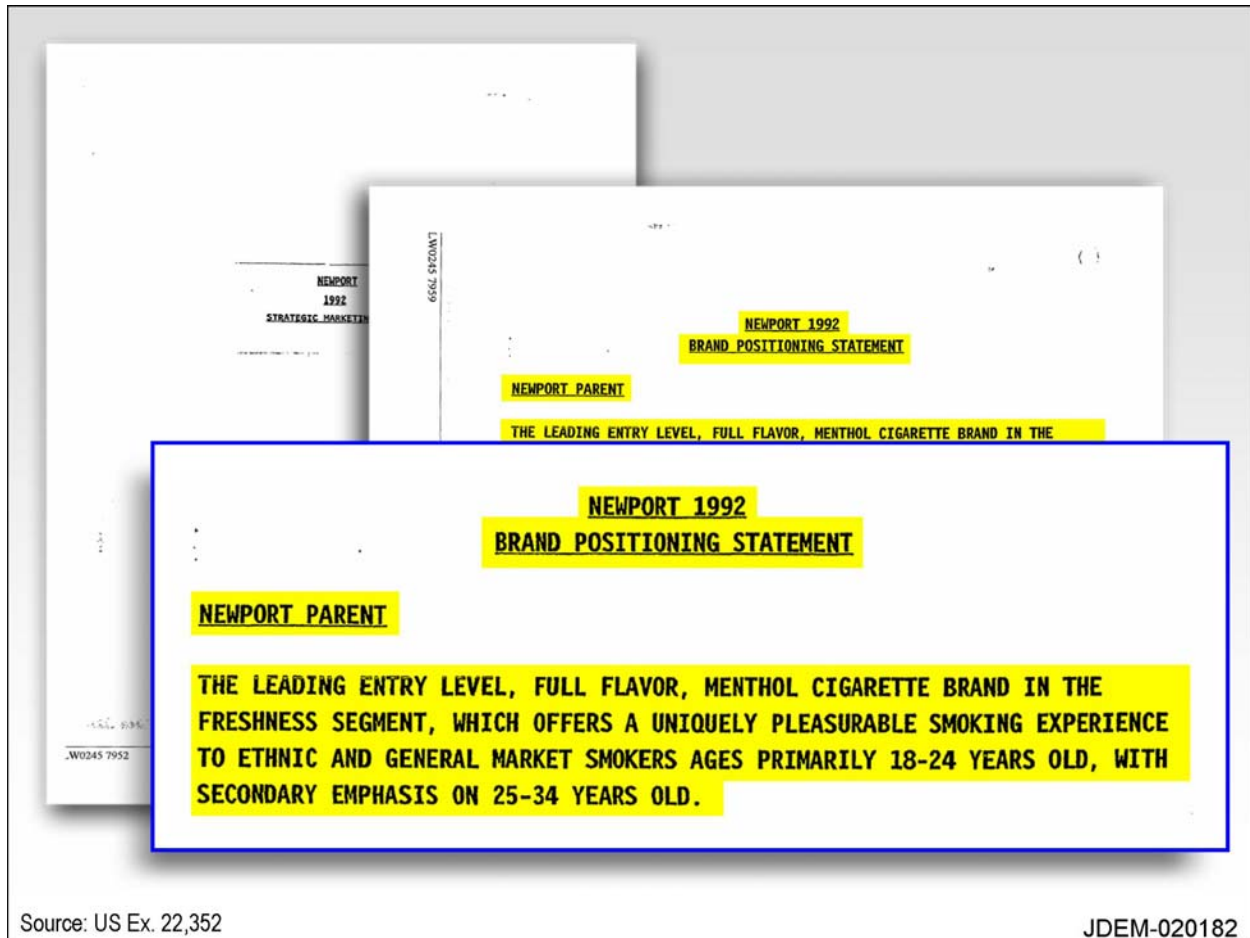 NEWPORT
1992
STRATEGIC MARKETIN
W0245 7952
LW0245 7959
NEWPORT 1992
BRAND POSITIONING STATEMENT
NEWPORT PARENT
THE LEADING ENTRY LEVEL, FULL FLAVOR, MENTHOL CIGARETTE BRAND IN THE
NEWPORT 1992
BRAND POSITIONING STATEMENT
NEWPORT PARENT
THE LEADING ENTRY LEVEL, FULL FLAVOR, MENTHOL CIGARETTE BRAND IN THE
FRESHNESS SEGMENT, WHICH OFFERS A UNIQUELY PLEASURABLE SMOKING EXPERIENCE
TO ETHNIC AND GENERAL MARKET SMOKERS AGES PRIMARILY 18-24 YEARS OLD, WITH
SECONDARY EMPHASIS ON 25-34 YEARS OLD.
Source: US Ex. 22,352
JDEM-020182